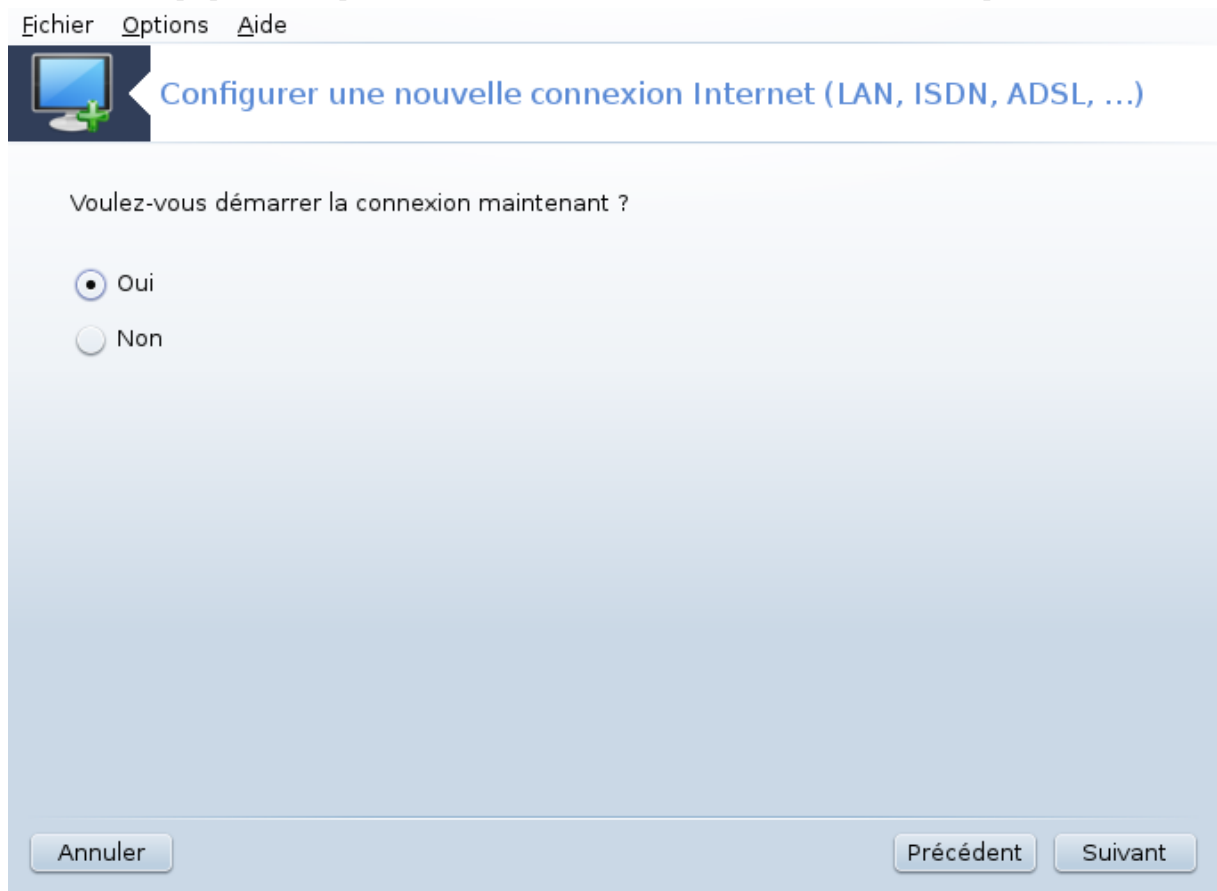 Fichier Options Aide
Configurer une nouvelle connexion Internet (LAN, ISDN, ADSL, ...)
Voulez-vous démarrer la connexion maintenant ?
Oui
Non
Annuler Précédent Suivant